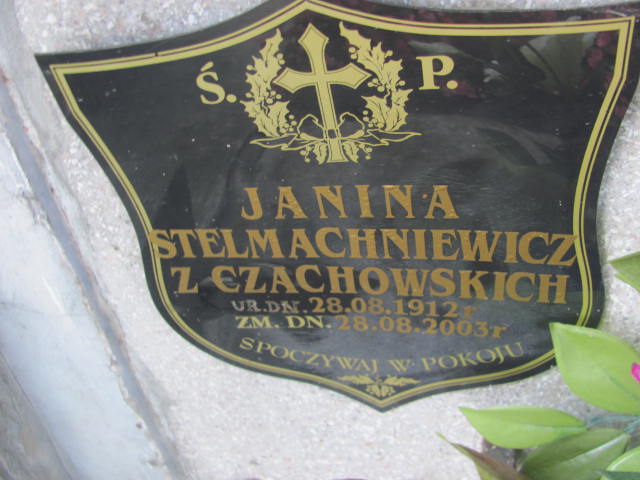 Ś. P.
JANINA
STELMACHNIEWICZ
Z CZACHOWSKICH
UR. DN. 28.08.1912r
ZM. DN. 28.08.2003r
SPOCZYWAJ W POKOJU